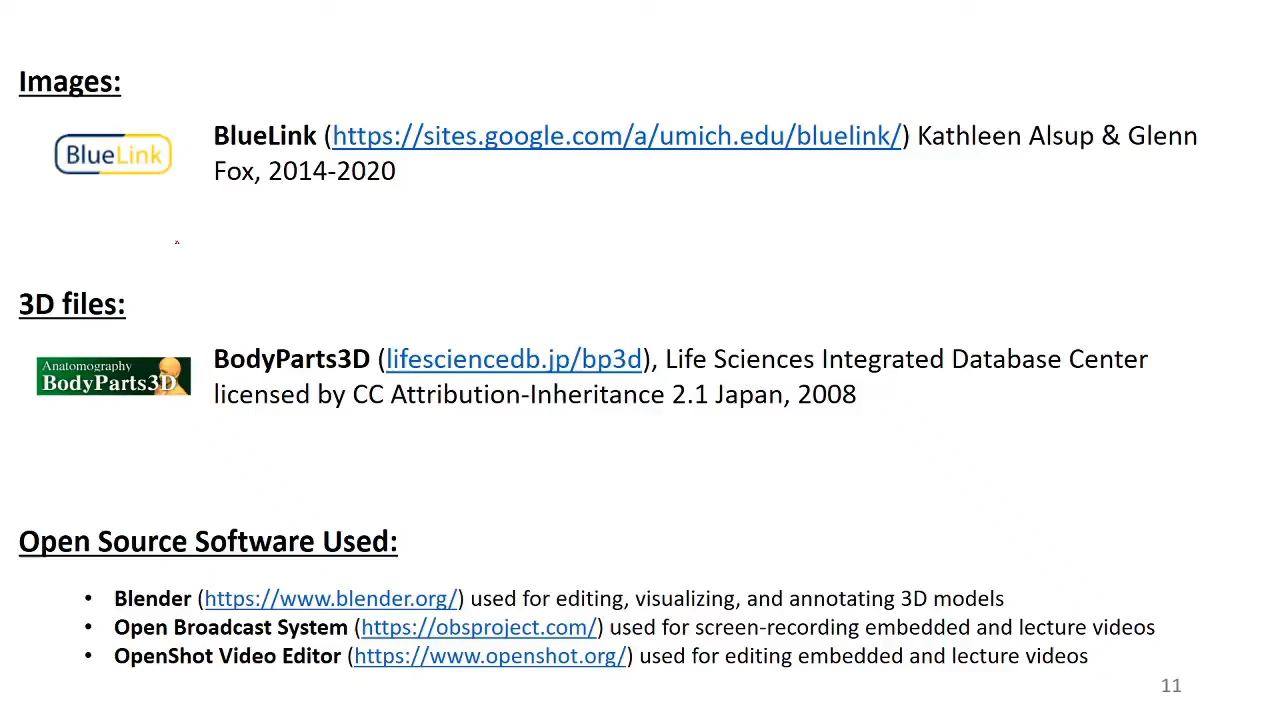 Images:
BlueLink
BlueLink (https://sites.google.com/a/umich.edu/bluelink/) Kathleen Alsup & Glenn
Fox, 2014-2020
3D files:
Anatomography
BodyParts3D
BodyParts3D (lifesciencedb.jp/bp3d), Life Sciences Integrated Database Center
licensed by CC Attribution-Inheritance 2.1 Japan, 2008
Open Source Software Used:
• Blender (https://www.blender.org/) used for editing, visualizing, and annotating 3D models
• Open Broadcast System (https://obsproject.com/) used for screen-recording embedded and lecture videos
• OpenShot Video Editor (https://www.openshot.org/) used for editing embedded and lecture videos
11